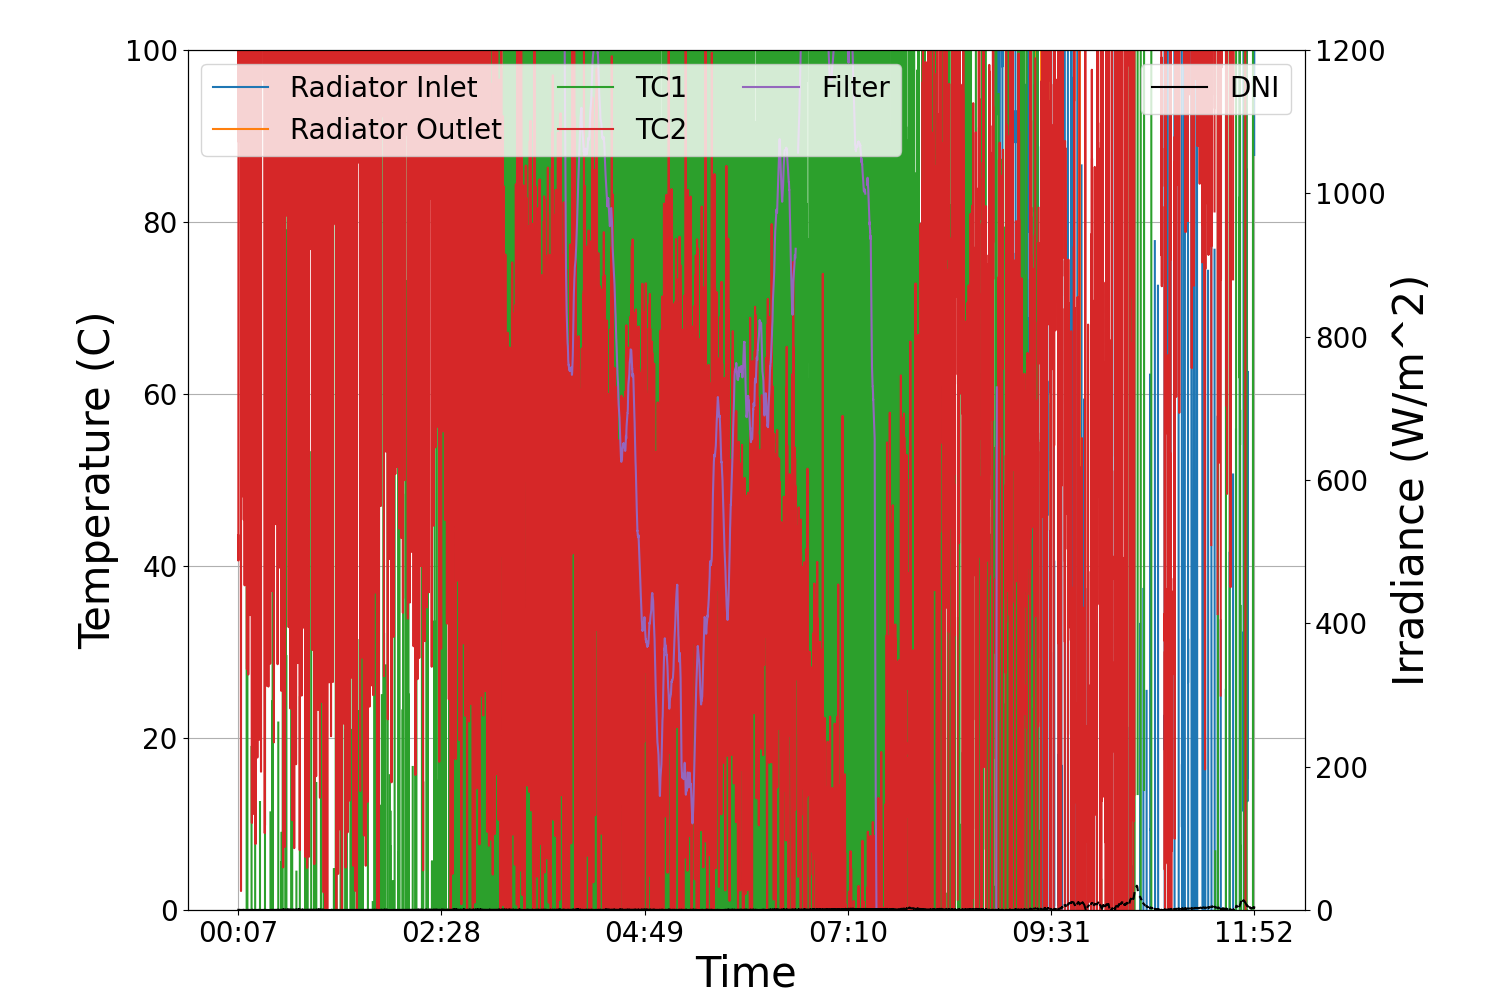 100
80
60
40
20
0
1200
1000
800
600
400
200
0
Temperature (C)
Irradiance (W/m^2)
Radiator Inlet
Radiator Outlet
TC1
TC2
Filter
DNI
00:07
02:28
04:49
07:10
09:31
11:52
Time